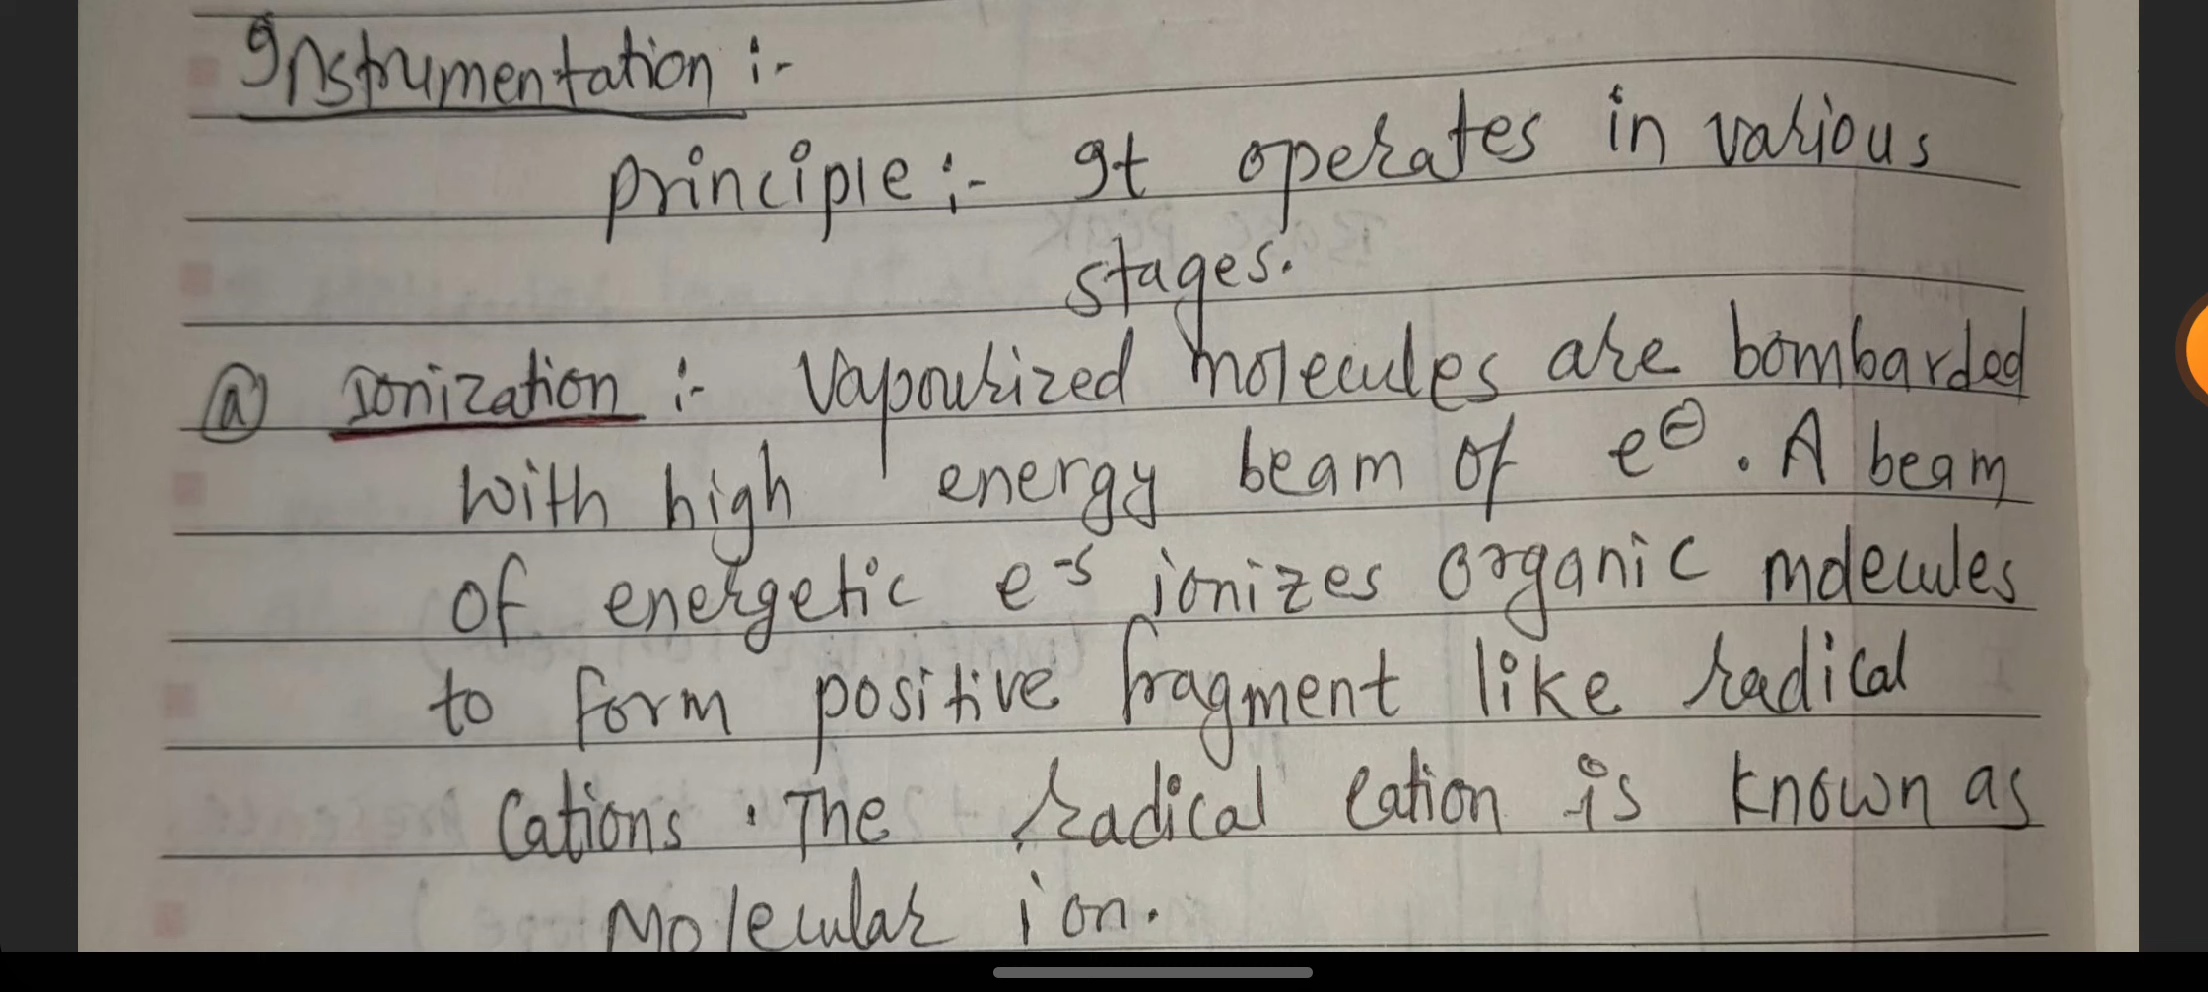 Instrumentation :-
principle :- It operates in various
stages.
(a) Ionization :- Vapourized molecules are bombarded
with high energy beam of e⊖. A beam
of energetic e-s ionizes organic molecules
to form positive fragment like radical
Cations. The radical cation is known as
Molecular ion.